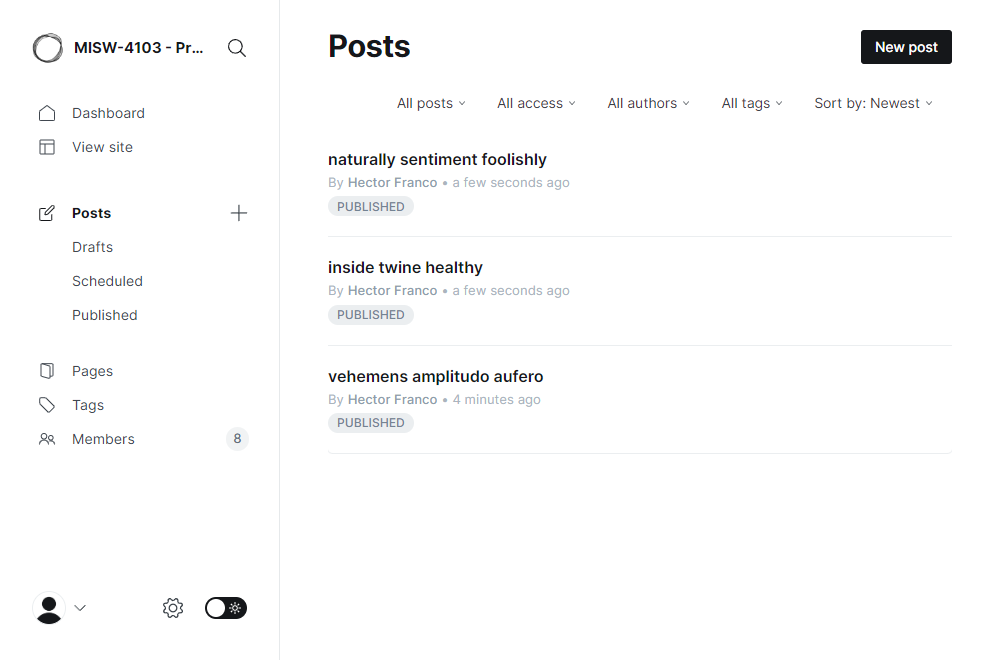 MISW-4103 - Pr...
Dashboard
View site
Posts
Drafts
Scheduled
Published
Pages
Tags
Members 8
Posts
New post
All posts All access All authors All tags Sort by: Newest
naturally sentiment foolishly
By Hector Franco • a few seconds ago
PUBLISHED
inside twine healthy
By Hector Franco • a few seconds ago
PUBLISHED
vehemens amplitudo aufero
By Hector Franco • 4 minutes ago
PUBLISHED